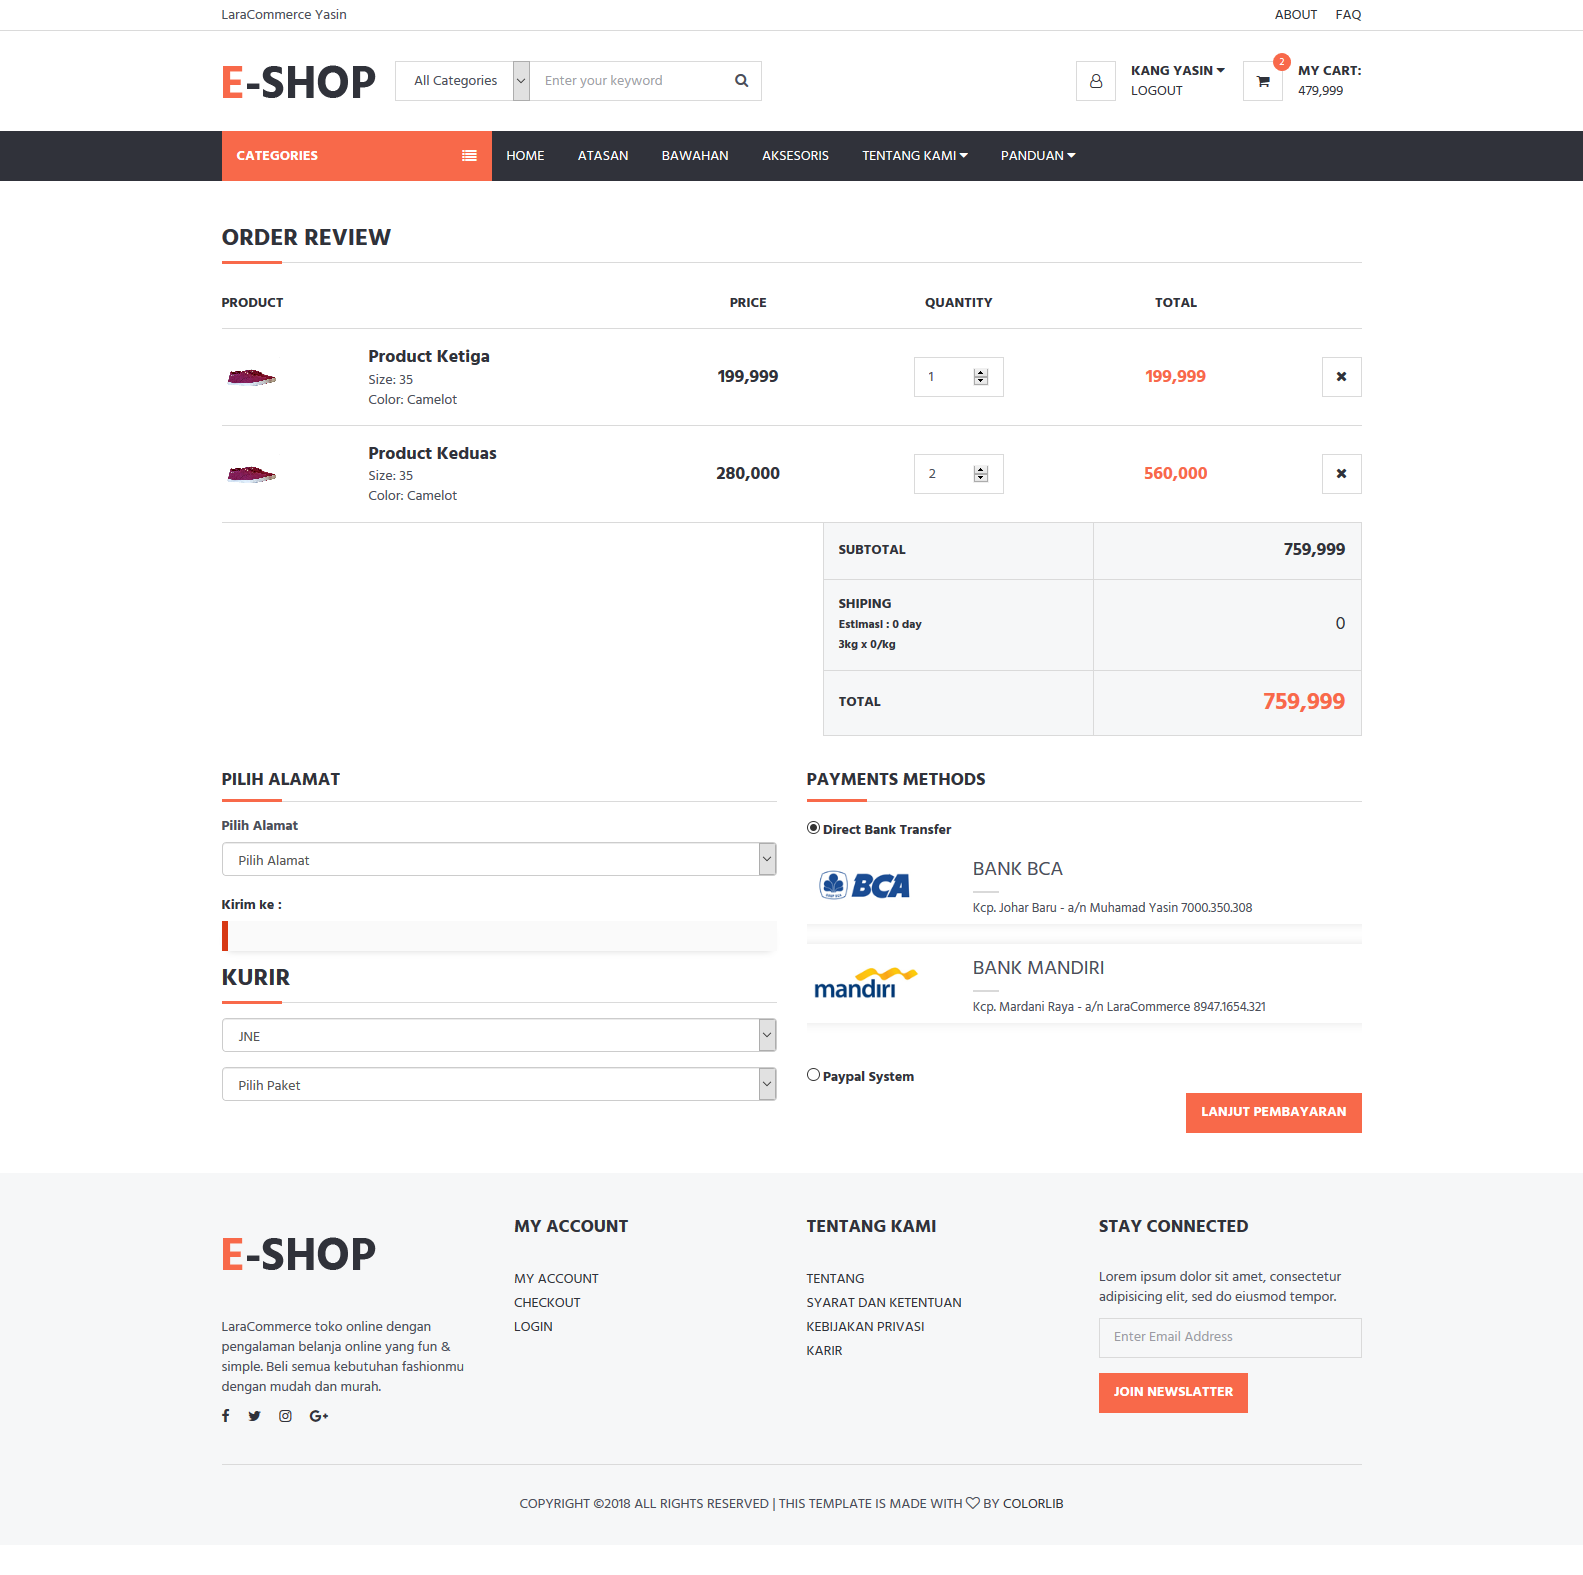 LaraCommerce Yasin
ABOUT FAQ
E-SHOP
All Categories
Enter your keyword
KANG YASIN
LOGOUT
2
MY CART:
479,999
CATEGORIES
HOME ATASAN BAWAHAN AKSESORIS TENTANG KAMI PANDUAN
ORDER REVIEW
PRODUCT PRICE QUANTITY TOTAL
Product Ketiga
Size: 35
Color: Camelot
199,999 1 199,999
Product Keduas
Size: 35
Color: Camelot
280,000 2 560,000
SUBTOTAL 759,999
SHIPING
Estimasi : 0 day
3kg x 0/kg
0
TOTAL 759,999
PILIH ALAMAT
Pilih Alamat
Pilih Alamat
Kirim ke :
KURIR
JNE
Pilih Paket
PAYMENTS METHODS
Direct Bank Transfer
BCA
BANK BCA
Kcp. Johar Baru - a/n Muhamad Yasin 7000.350.308
mandiri
BANK MANDIRI
Kcp. Mardani Raya - a/n LaraCommerce 8947.1654.321
Paypal System
LANJUT PEMBAYARAN
E-SHOP
LaraCommerce toko online dengan
pengalaman belanja online yang fun &
simple. Beli semua kebutuhan fashionmu
dengan mudah dan murah.
MY ACCOUNT
MY ACCOUNT
CHECKOUT
LOGIN
TENTANG KAMI
TENTANG
SYARAT DAN KETENTUAN
KEBIJAKAN PRIVASI
KARIR
STAY CONNECTED
Lorem ipsum dolor sit amet, consectetur
adipisicing elit, sed do eiusmod tempor.
Enter Email Address
JOIN NEWSLATTER
COPYRIGHT ©2018 ALL RIGHTS RESERVED | THIS TEMPLATE IS MADE WITH ♡ BY COLORLIB